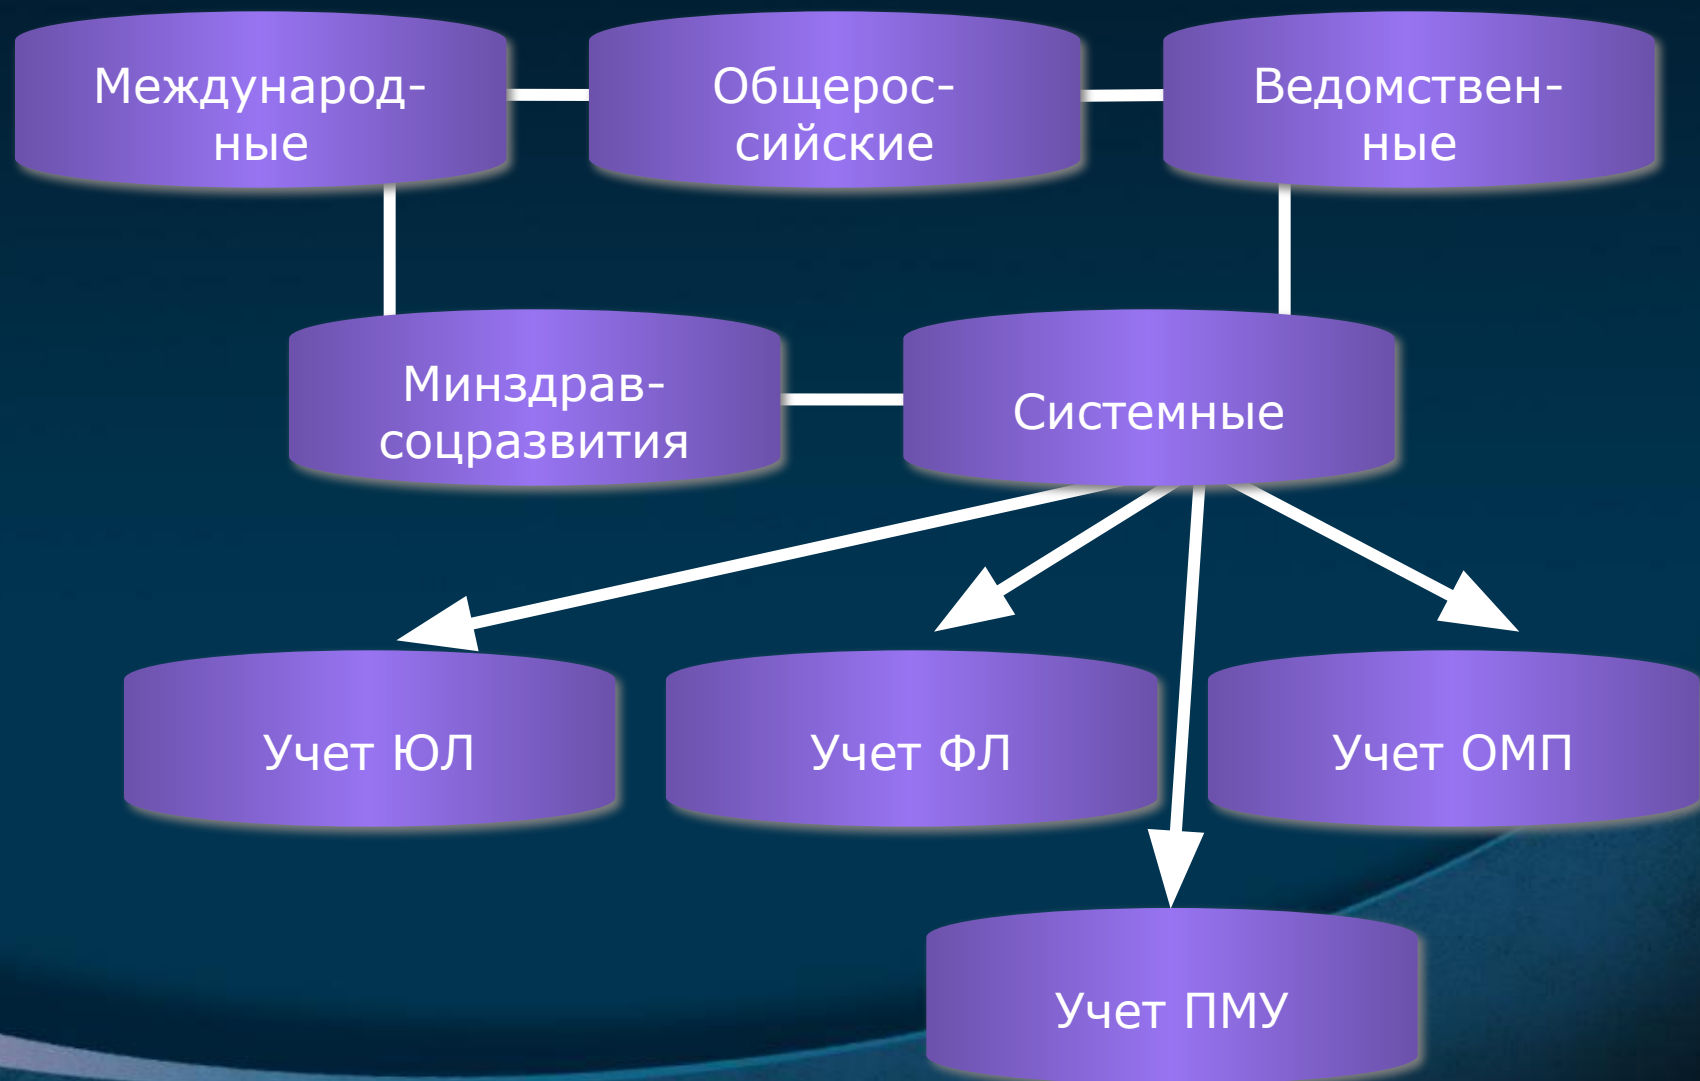 Международ-
ные
Общерос-
сийские
Ведомствен-
ные
Минздрав-
соцразвития
Системные
Учет ЮЛ
Учет ФЛ
Учет ОМП
Учет ПМУ